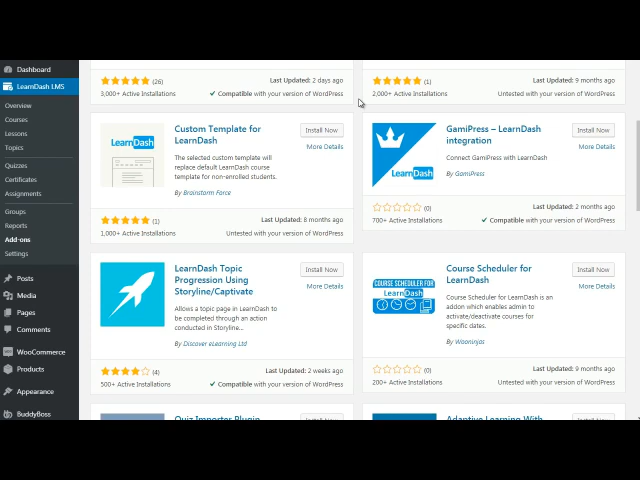 Dashboard
LearnDash LMS
Overview
Courses
Lessons
Topics
Quizzes
Certificates
Assignments
Groups
Reports
Add-ons
Settings
Posts
Media
Pages
Comments
WooCommerce
Products
Appearance
BuddyBoss
(26)
Last Updated: 2 days ago
3,000+ Active Installations
Compatible with your version of WordPress
(1)
Last Updated: 9 months ago
2,000+ Active Installations
Untested with your version of WordPress
LearnDash
Custom Template for
LearnDash
Install Now
More Details
The selected custom template will
replace default LearnDash course
template for non-enrolled students.
By Brainstorm Force
(1)
Last Updated: 8 months ago
1,000+ Active Installations
Untested with your version of WordPress
LearnDash
GamiPress – LearnDash
integration
Install Now
More Details
Connect GamiPress with LearnDash
By GamiPress
(0)
Last Updated: 2 months ago
700+ Active Installations
Compatible with your version of WordPress
LearnDash Topic
Progression Using
Storyline/Captivate
Install Now
More Details
Allows a topic page in LearnDash to
be completed through an action
conducted in Storyline...
By Discover eLearning Ltd
(4)
Last Updated: 2 weeks ago
500+ Active Installations
Compatible with your version of WordPress
COURSE SCHEDULER FOR
LearnDash
Course Scheduler for
LearnDash
Install Now
More Details
Course Scheduler for LearnDash is an
addon which enables admin to
activate/deactivate courses for
specific dates.
By Wooninjas
(0)
Last Updated: 9 months ago
200+ Active Installations
Untested with your version of WordPress
Quiz Importer Plugin
Install Now
Adaptive Learning With
Install Now